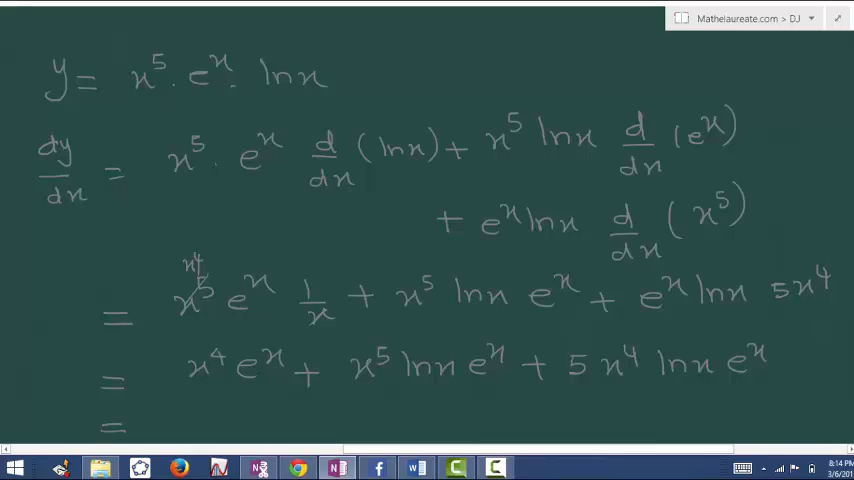 Mathelaureate.com > DJ
y = x⁵ · eˣ · ln x
dy/dx = x⁵ · eˣ d/dx (ln x) + x⁵ ln x d/dx (eˣ)
+ eˣ ln x d/dx (x⁵)
x⁴
= x⁵ eˣ 1/x + x⁵ ln x eˣ + eˣ ln x 5x⁴
= x⁴ eˣ + x⁵ ln x eˣ + 5 x⁴ ln x eˣ
=
8:14 PM
3/6/201